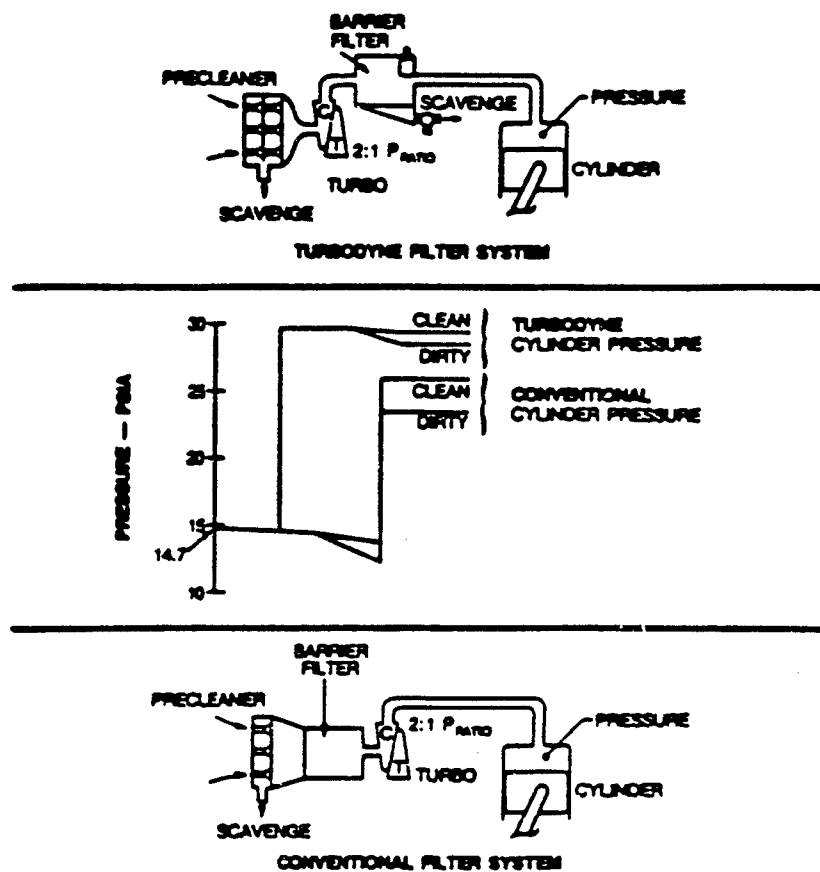 BARRIER
FILTER
PRECLEANER
SCAVENGE
PRESSURE
C
T
2:1 P RATIO
CYLINDER
TURBO
SCAVENGE
TURBODYNE FILTER SYSTEM
30
CLEAN
TURBODYNE
CYLINDER PRESSURE
DIRTY
25
CLEAN
CONVENTIONAL
CYLINDER PRESSURE
DIRTY
PRESSURE — PSIA
20
15
14.7
10
BARRIER
FILTER
PRECLEANER
C
2:1 P RATIO
PRESSURE
T
TURBO
CYLINDER
SCAVENGE
CONVENTIONAL FILTER SYSTEM